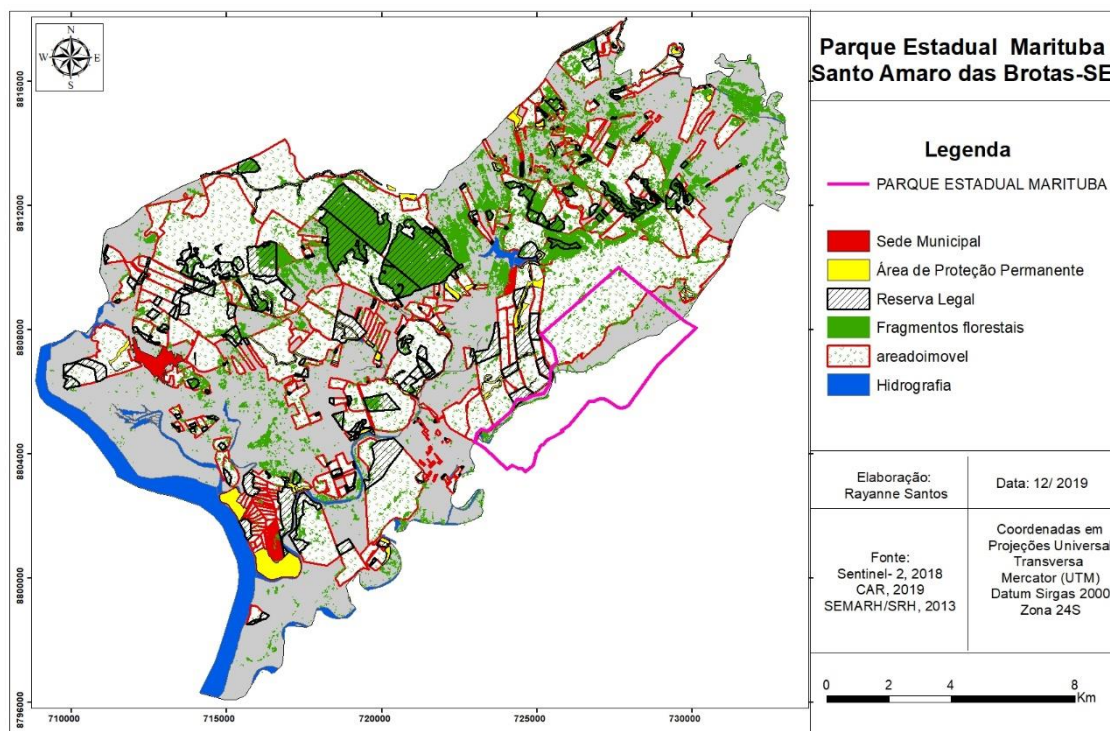 N
W
E
S
8816000
8812000
8808000
8804000
8800000
8796000
710000
715000
720000
725000
730000
Parque Estadual Marituba
Santo Amaro das Brotas-SE
Legenda
PARQUE ESTADUAL MARITUBA
Sede Municipal
Área de Proteção Permanente
Reserva Legal
Fragmentos florestais
areadoimovel
Hidrografia
Elaboração:
Rayanne Santos
Data: 12/ 2019
Fonte:
Sentinel- 2, 2018
CAR, 2019
SEMARH/SRH, 2013
Coordenadas em
Projeções Universal
Transversa
Mercator (UTM)
Datum Sirgas 2000
Zona 24S
0 2 4 8
Km